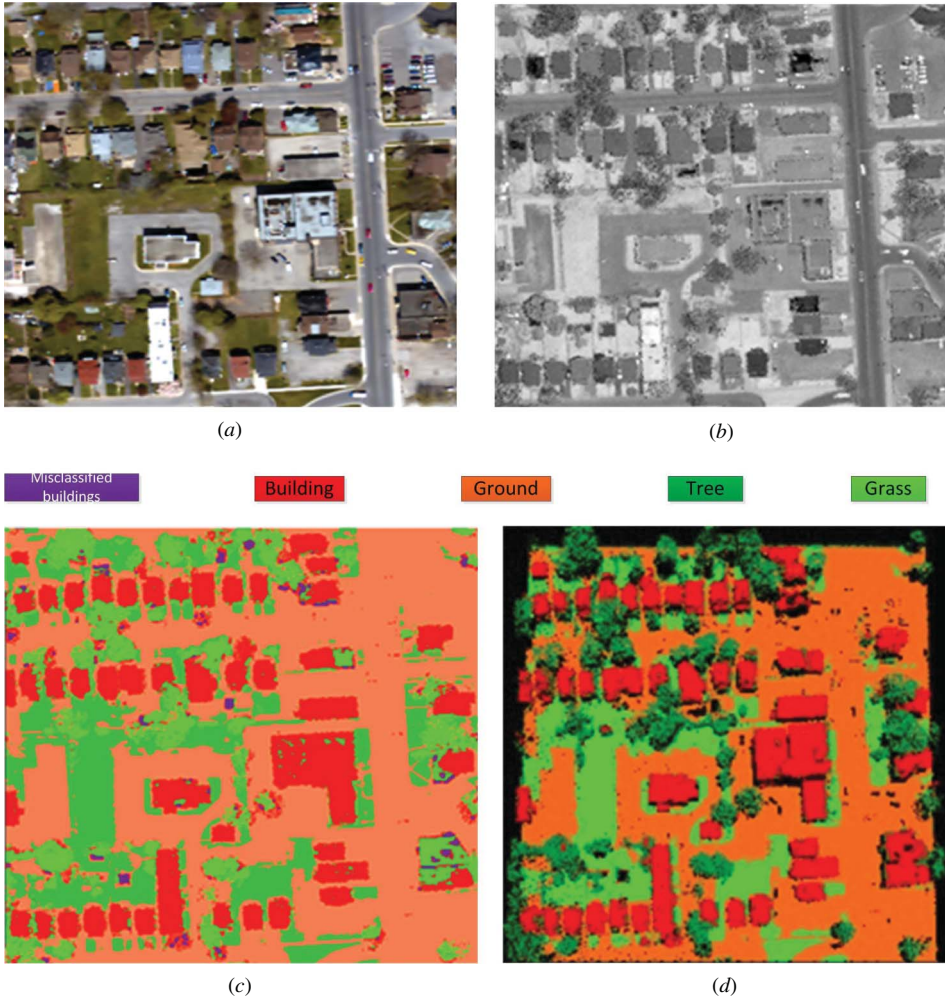 (a)
(b)
Misclassified
buildings
Building
Ground
Tree
Grass
(c)
(d)